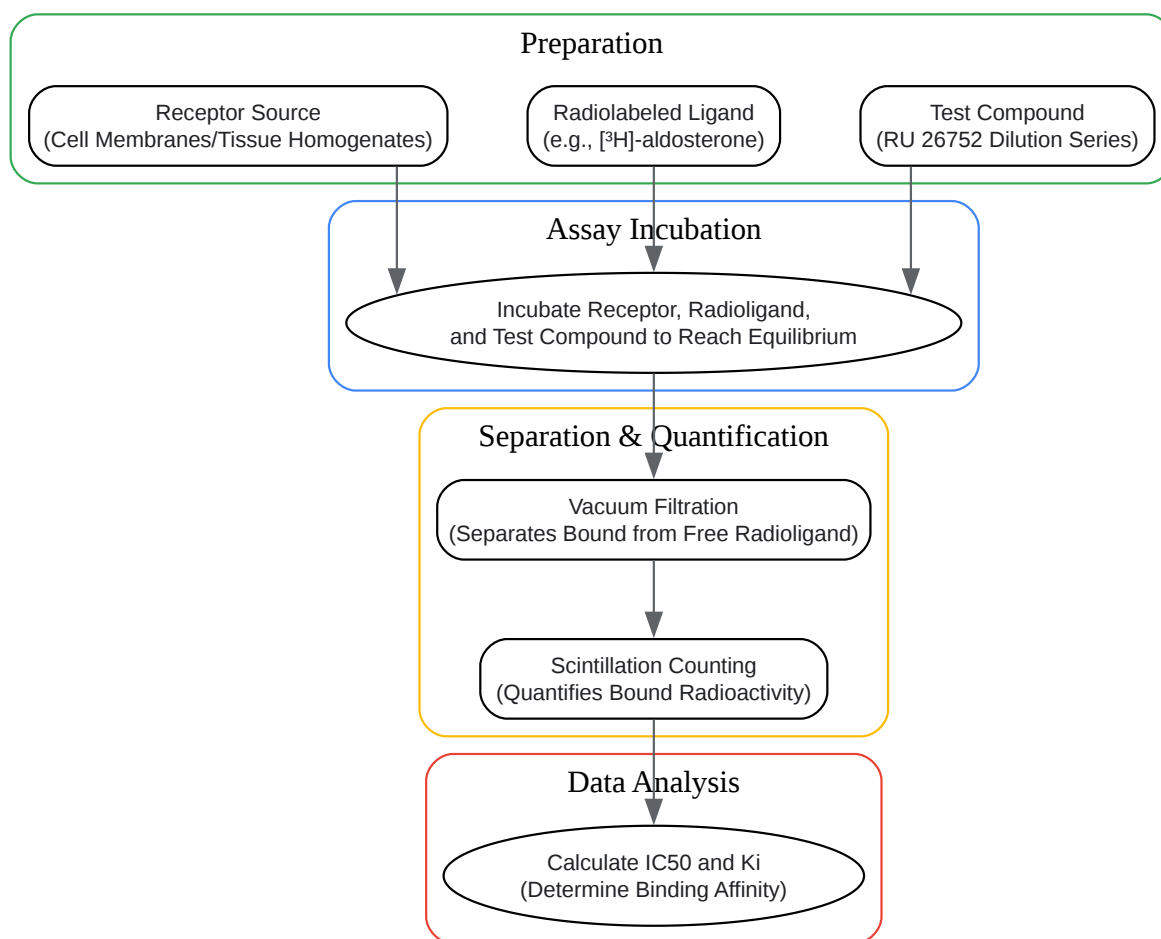 Preparation
Receptor Source
(Cell Membranes/Tissue Homogenates)
Radiolabeled Ligand
(e.g., [³H]-aldosterone)
Test Compound
(RU 26752 Dilution Series)
Assay Incubation
Incubate Receptor, Radioligand,
and Test Compound to Reach Equilibrium
Separation & Quantification
Vacuum Filtration
(Separates Bound from Free Radioligand)
Scintillation Counting
(Quantifies Bound Radioactivity)
Data Analysis
Calculate IC50 and Ki
(Determine Binding Affinity)